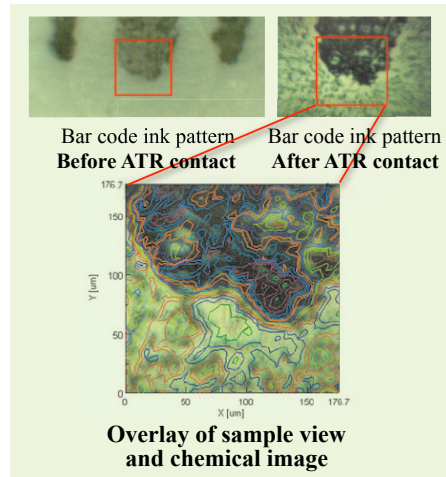 Bar code ink pattern
Before ATR contact
Bar code ink pattern
After ATR contact
176.7
150
100
50
0
Y [um]
0
50
100
150
176.7
X [um]
Overlay of sample view
and chemical image